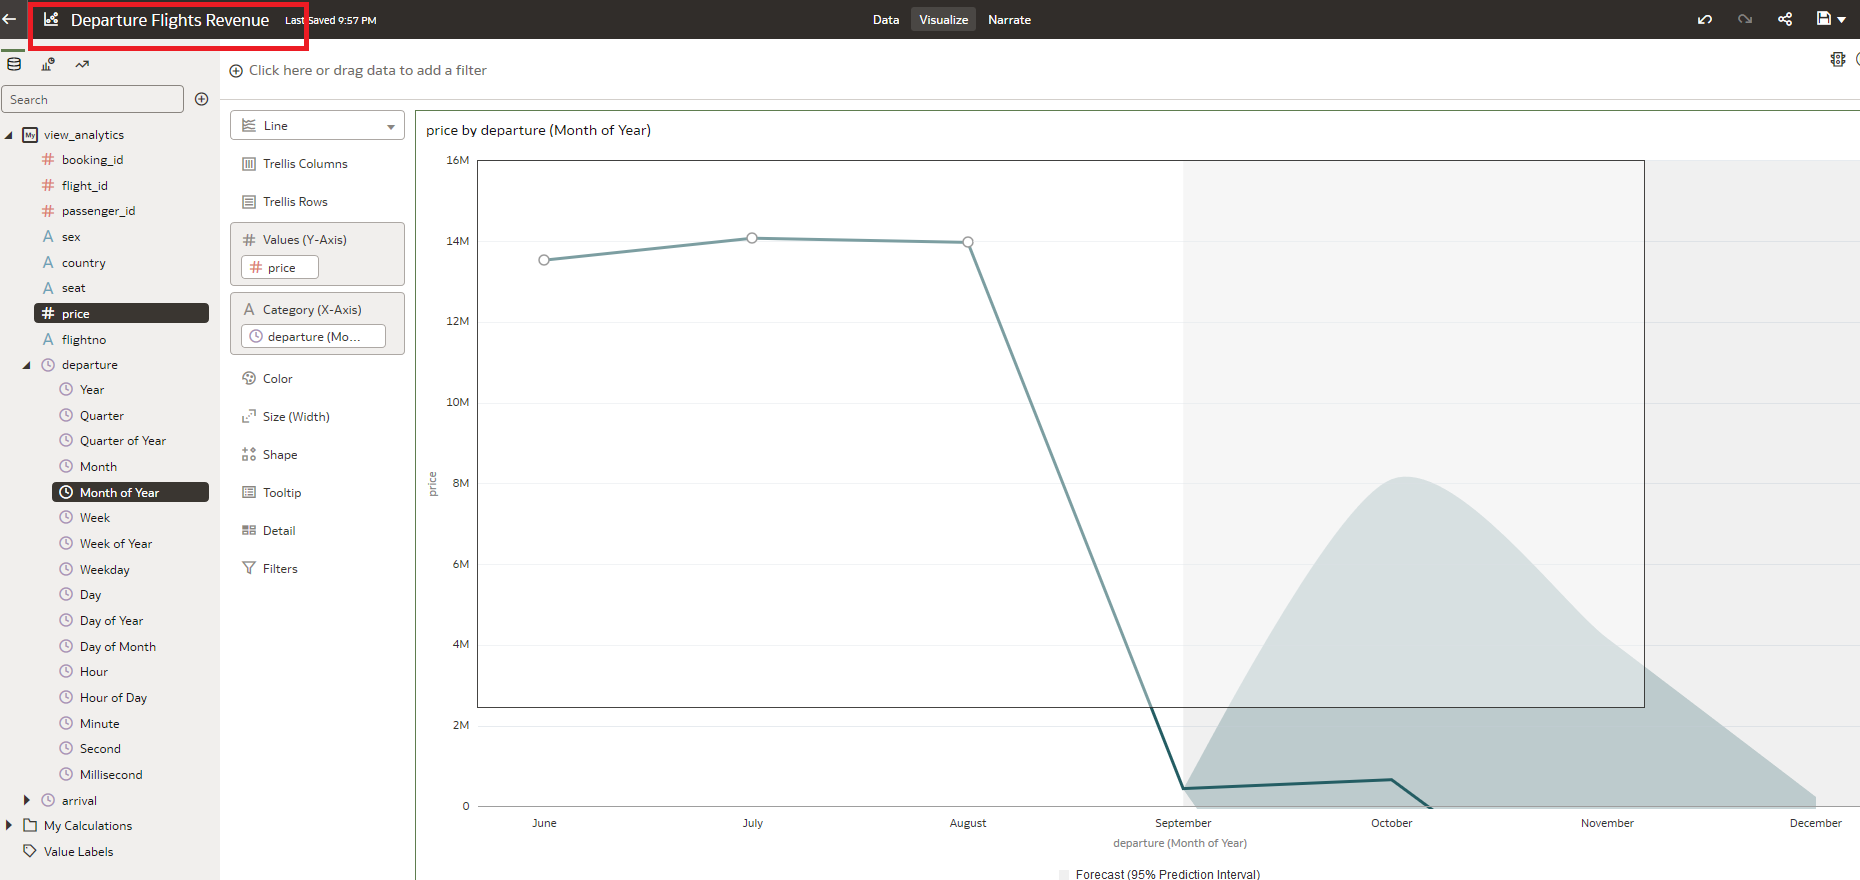 Departure Flights Revenue
Last Saved 9:57 PM
Data
Visualize
Narrate
Click here or drag data to add a filter
Search
view_analytics
# booking_id
# flight_id
# passenger_id
A sex
A country
A seat
# price
A flightno
departure
Year
Quarter
Quarter of Year
Month
Month of Year
Week
Week of Year
Weekday
Day
Day of Year
Day of Month
Hour
Hour of Day
Minute
Second
Millisecond
arrival
My Calculations
Value Labels
Line
Trellis Columns
Trellis Rows
# Values (Y-Axis)
# price
A Category (X-Axis)
departure (Mo...
Color
Size (Width)
Shape
Tooltip
Detail
Filters
price by departure (Month of Year)
16M
14M
12M
10M
8M
6M
4M
2M
0
price
June
July
August
September
October
November
December
departure (Month of Year)
Forecast (95% Prediction Interval)